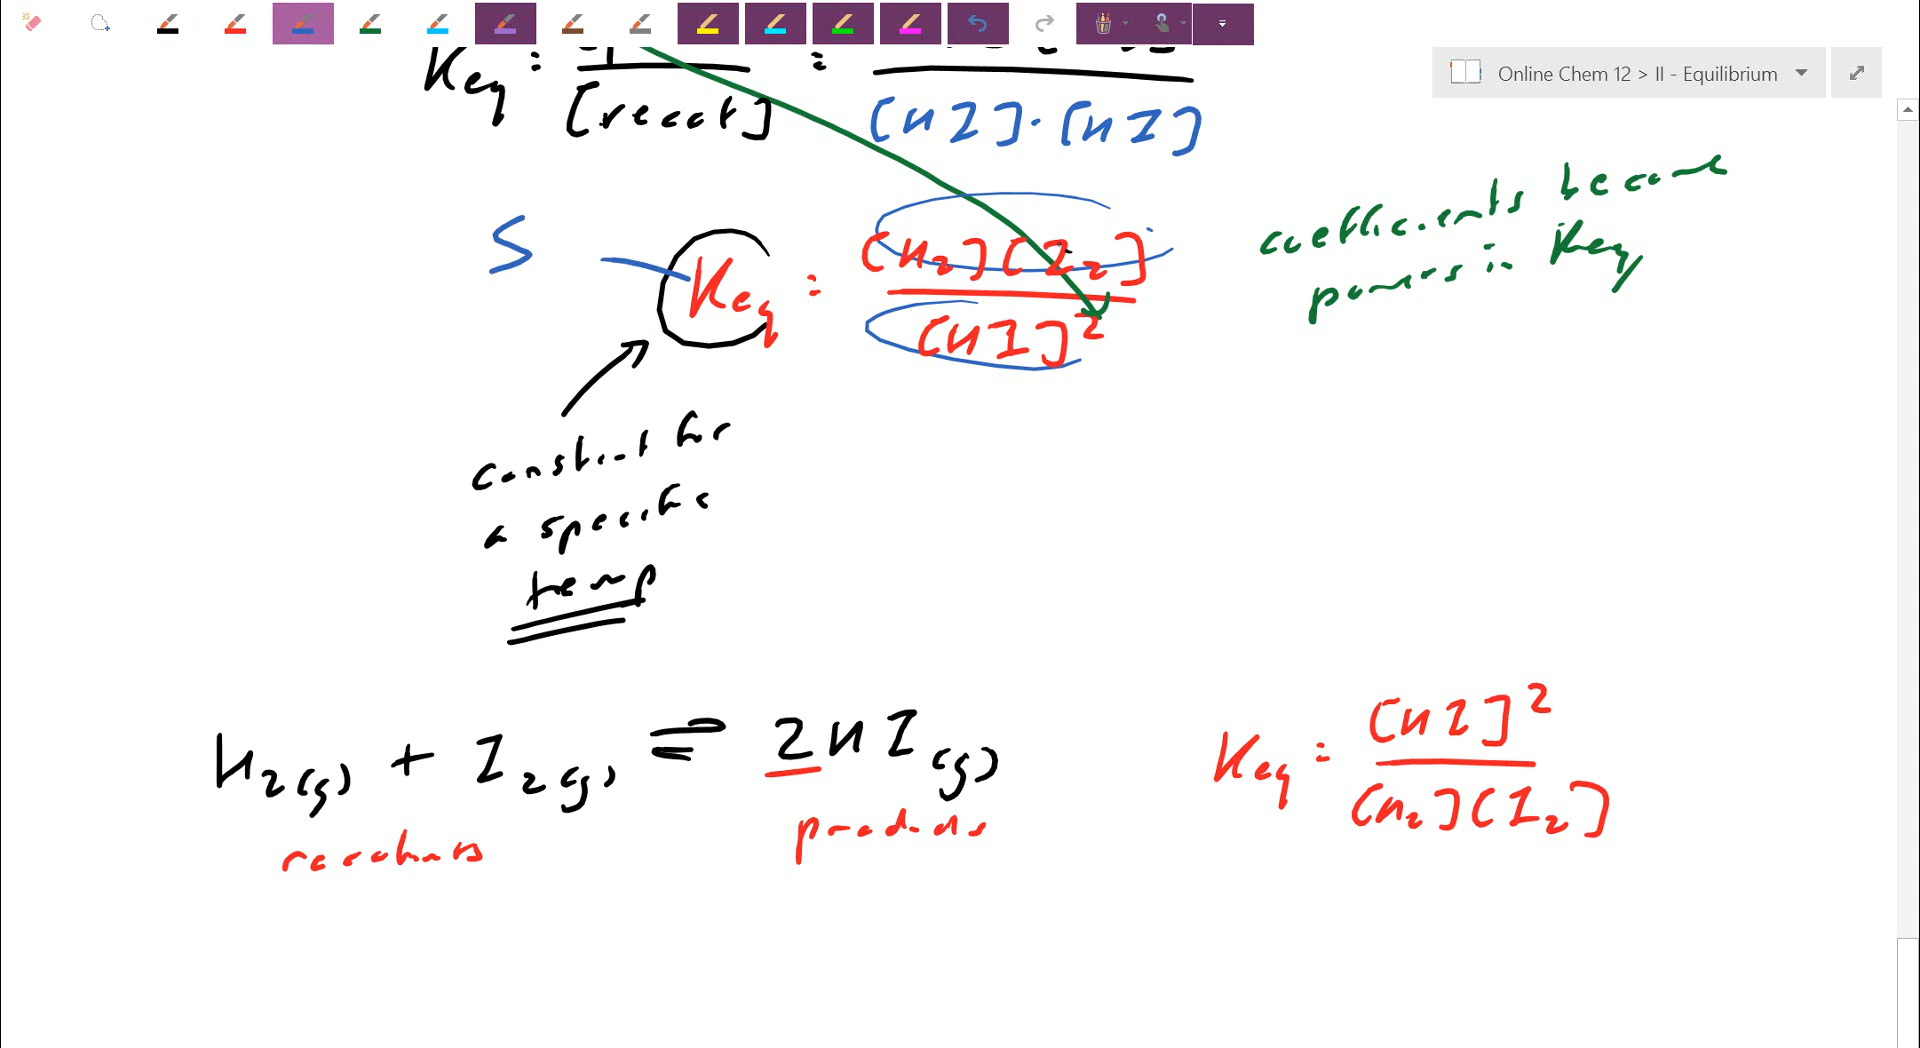 Online Chem 12 > II - Equilibrium
Keq = / [react] = / [HI]·[HI]
coefficients become
powers in Keq
5
Keq = [H₂][I₂] / [HI]²
constant for
a specific
temp
H₂(g) + I₂(g) ⇌ 2HI(g)
Keq = [HI]² / [H₂][I₂]
reactants
products